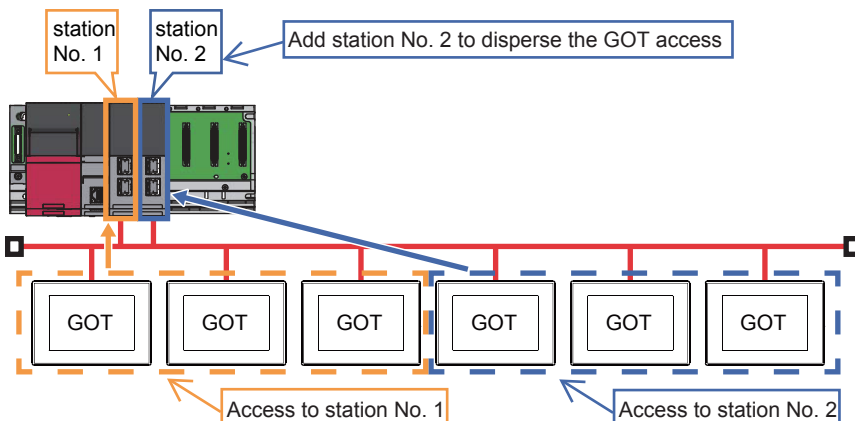 station
No. 1
station
No. 2
Add station No. 2 to disperse the GOT access
GOT
GOT
GOT
GOT
GOT
GOT
Access to station No. 1
Access to station No. 2